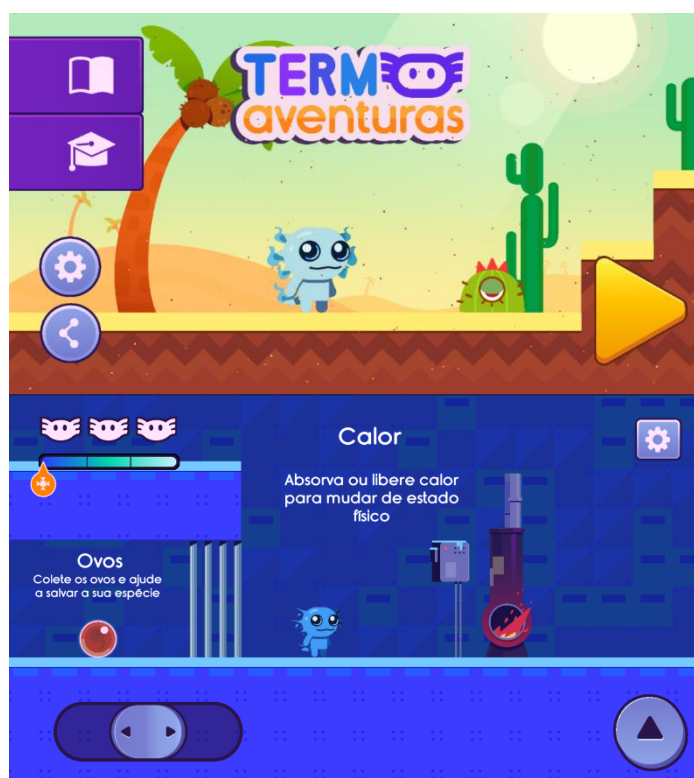 TERMO
aventuras
Calor
Absorva ou libere calor
para mudar de estado
físico
Ovos
Colete os ovos e ajude
a salvar a sua espécie